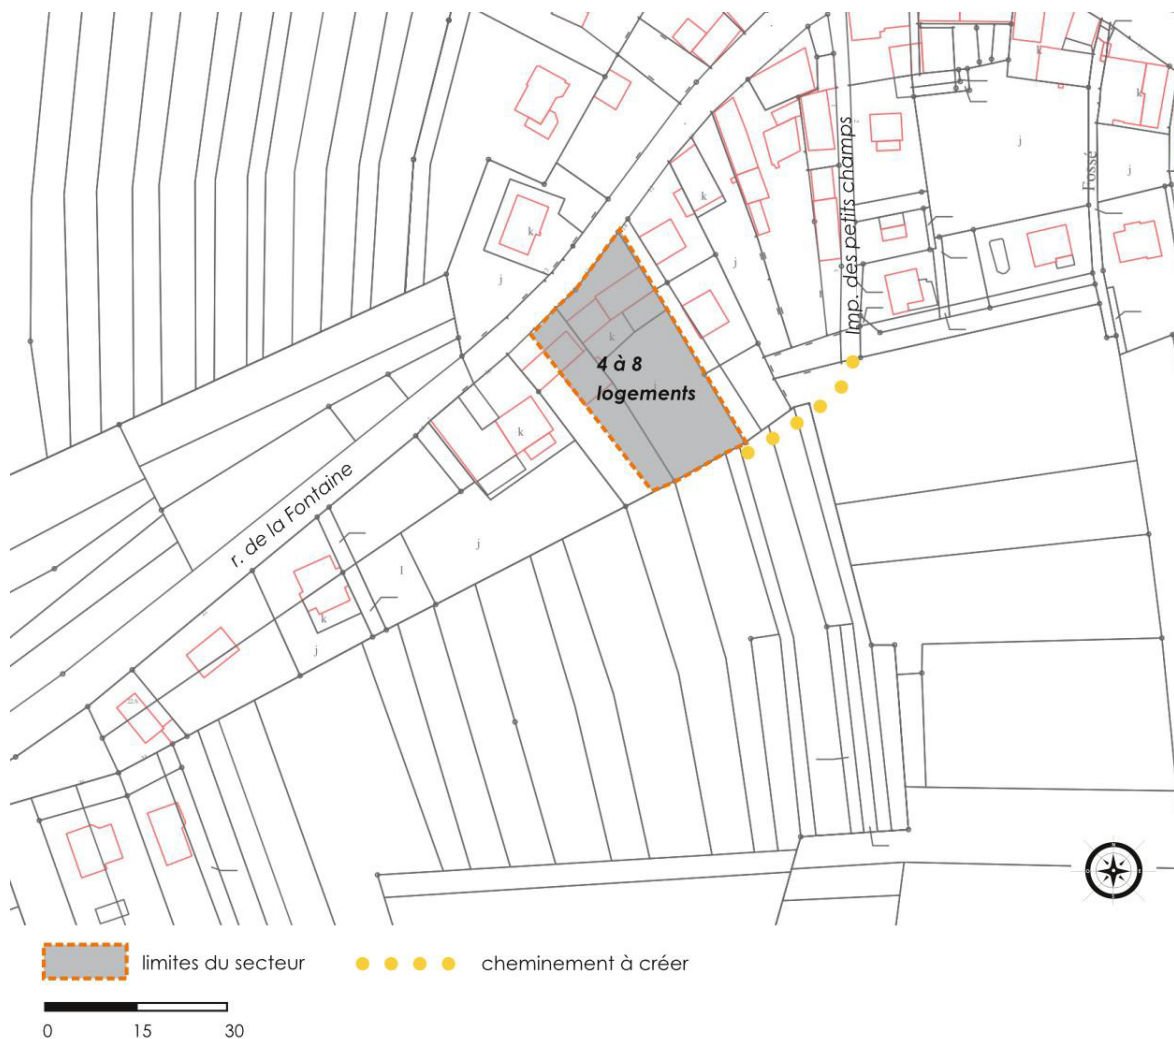 k
k
j
Imp. des petits champs
Fossé
j
k
k
j
j
k
4 à 8
logements
k
j
r. de la Fontaine
l
k
j
limites du secteur
cheminement à créer
0 15 30